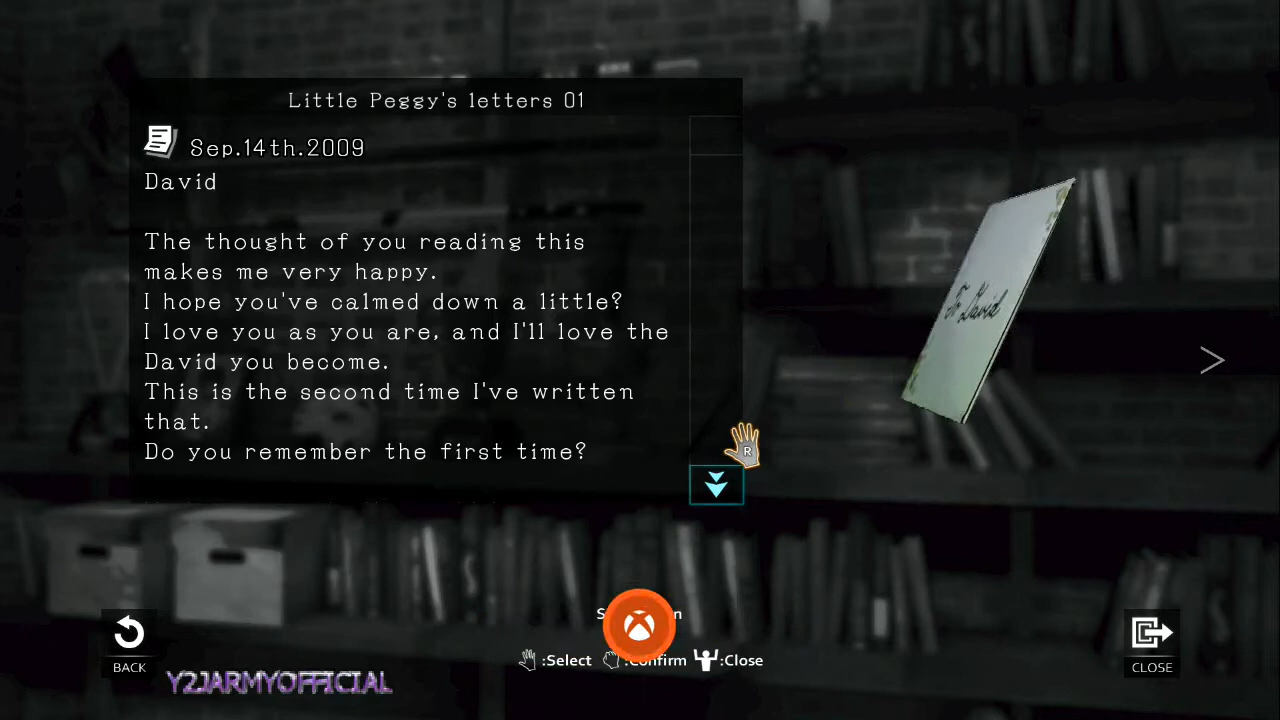 Little Peggy's letters 01
Sep.14th.2009
David
The thought of you reading this
makes me very happy.
I hope you've calmed down a little?
I love you as you are, and I'll love the
David you become.
This is the second time I've written
that.
Do you remember the first time?
To David
R
:Select :Confirm :Close
BACK
CLOSE
Y2JARMYOFFICIAL